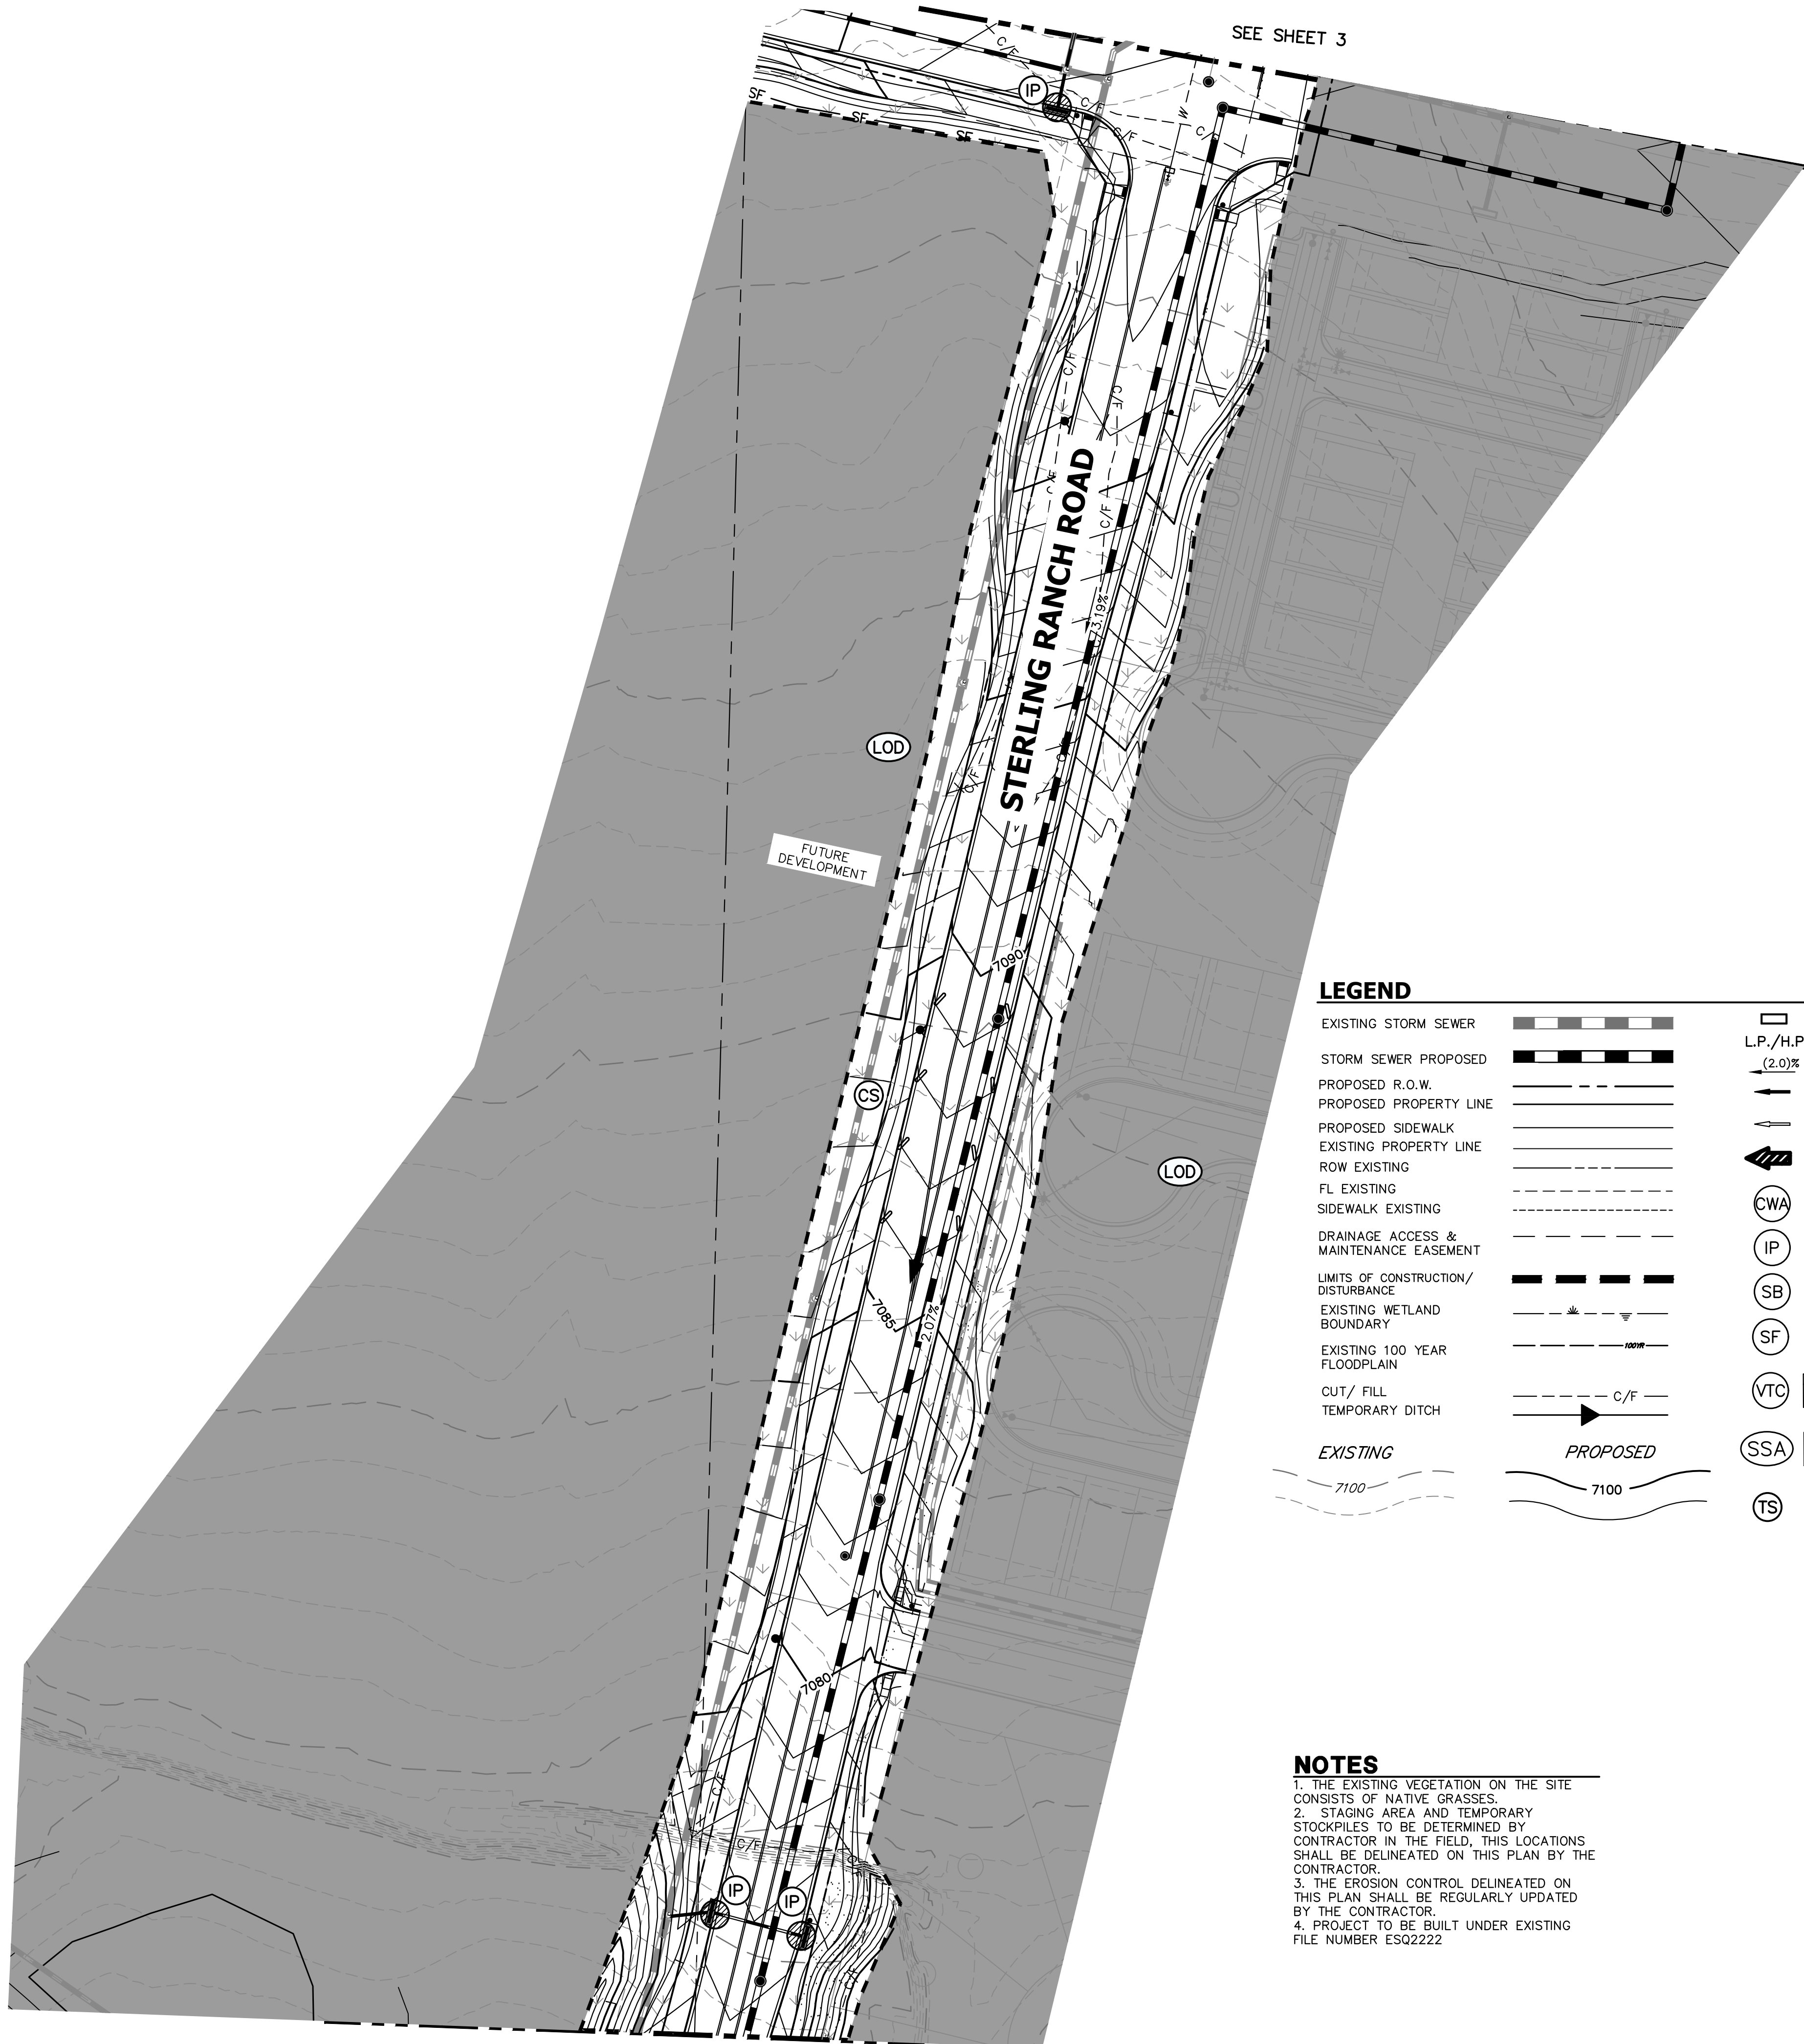 SEE SHEET 3
C/F
IP
C/F
C/F
W
C/F
SF
SF
SF
C/F
C/F
C/F
C/F
STERLING RANCH ROAD
3.19%
LOD
C/F
FUTURE
DEVELOPMENT
7090
CS
LOD
7085
2.07%
7080
C/F
C/F
IP
IP
C/F
LEGEND
EXISTING STORM SEWER
STORM SEWER PROPOSED
PROPOSED R.O.W.
PROPOSED PROPERTY LINE
PROPOSED SIDEWALK
EXISTING PROPERTY LINE
ROW EXISTING
FL EXISTING
SIDEWALK EXISTING
DRAINAGE ACCESS &
MAINTENANCE EASEMENT
LIMITS OF CONSTRUCTION/
DISTURBANCE
EXISTING WETLAND
BOUNDARY
EXISTING 100 YEAR
FLOODPLAIN
100YR
CUT/ FILL
C/F
TEMPORARY DITCH
EXISTING
PROPOSED
7100
7100
L.P./H.P
(2.0)%
CWA
IP
SB
SF
VTC
SSA
TS
NOTES
1. THE EXISTING VEGETATION ON THE SITE
CONSISTS OF NATIVE GRASSES.
2. STAGING AREA AND TEMPORARY
STOCKPILES TO BE DETERMINED BY
CONTRACTOR IN THE FIELD, THIS LOCATIONS
SHALL BE DELINEATED ON THIS PLAN BY THE
CONTRACTOR.
3. THE EROSION CONTROL DELINEATED ON
THIS PLAN SHALL BE REGULARLY UPDATED
BY THE CONTRACTOR.
4. PROJECT TO BE BUILT UNDER EXISTING
FILE NUMBER ESQ2222